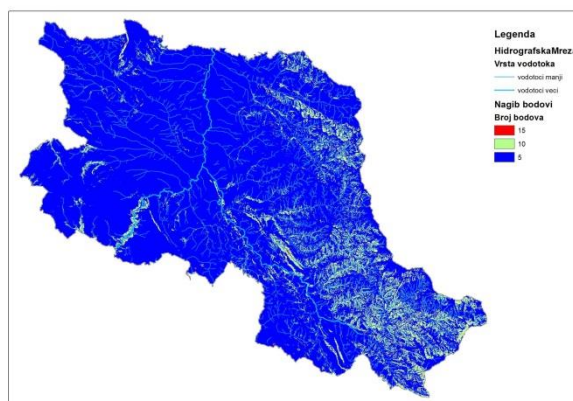 Legenda
HidrografskaMreza
Vrsta vodotoka
vodotoci manji
vodotoci veci
Nagib bodovi
Broj bodova
15
10
5